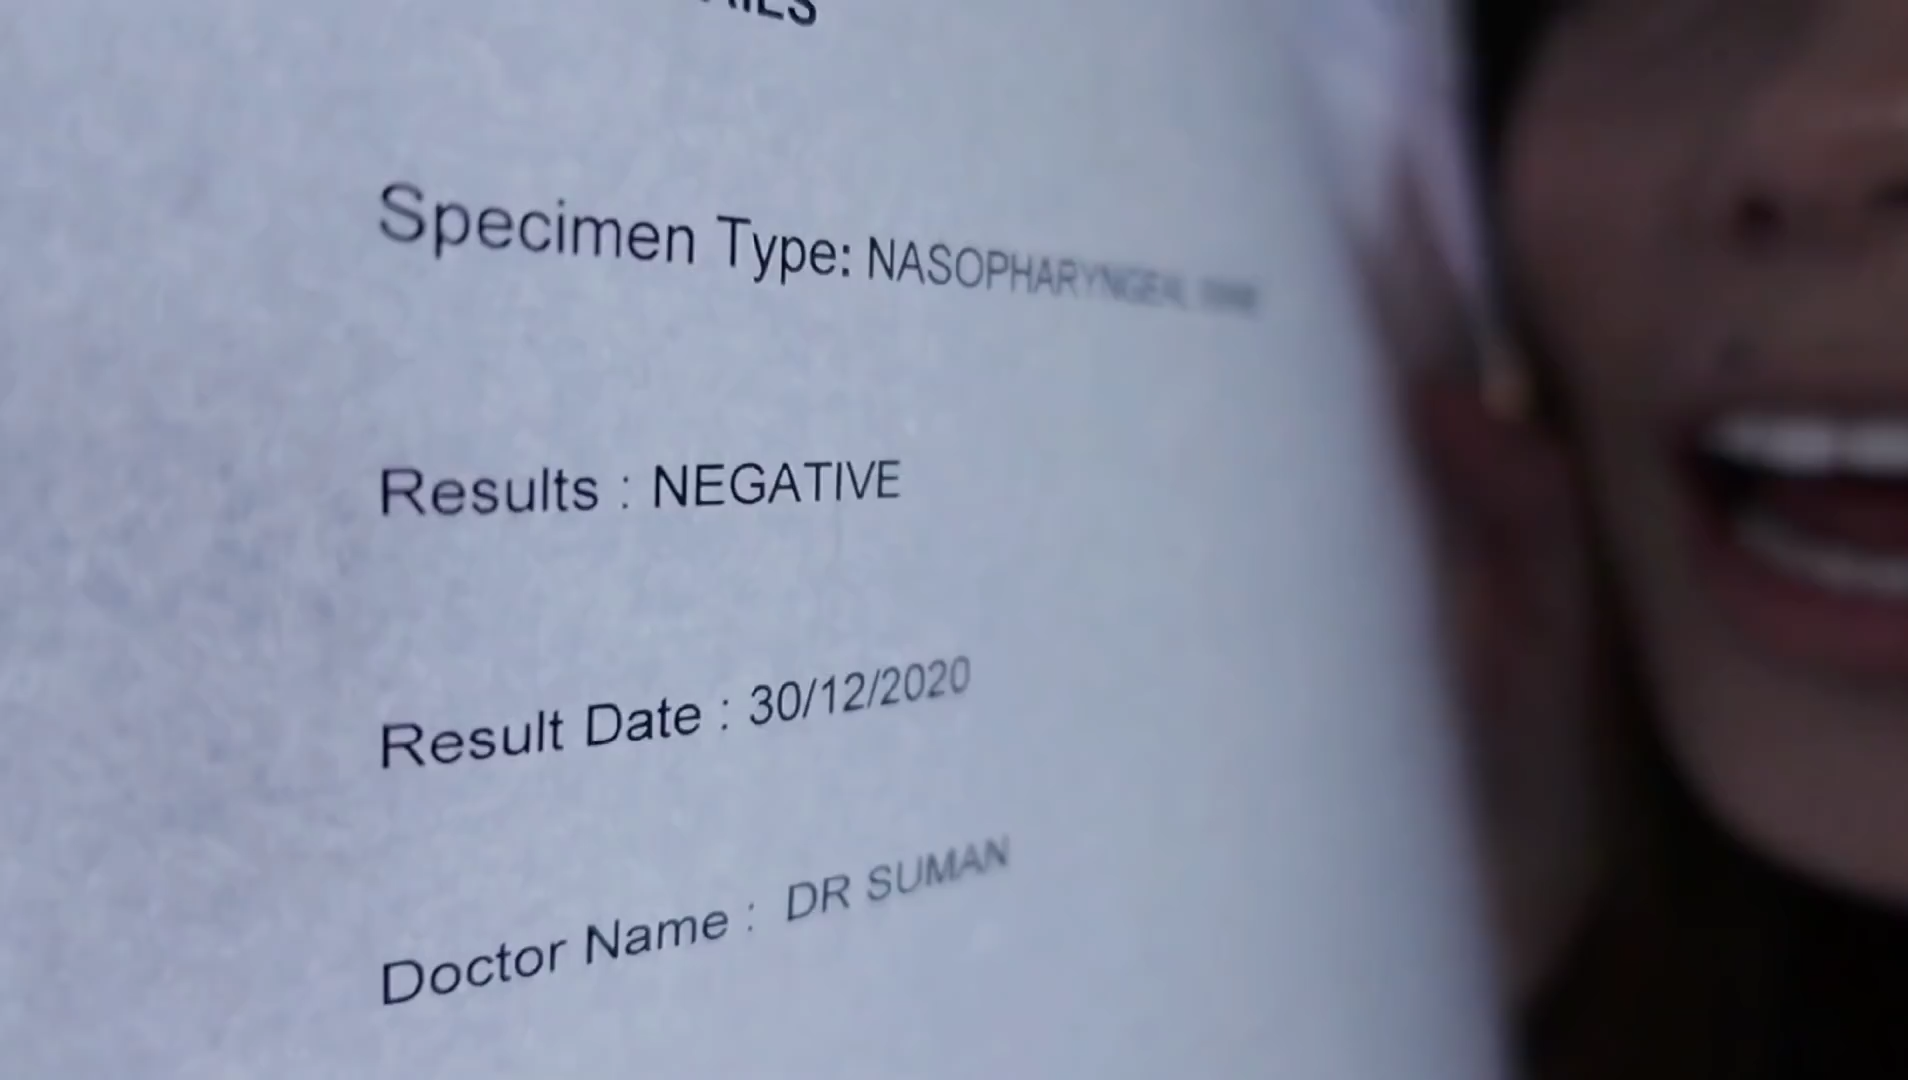 Specimen Type: NASOPHARYNGEAL
Results : NEGATIVE
Result Date : 30/12/2020
Doctor Name : DR SUMAN